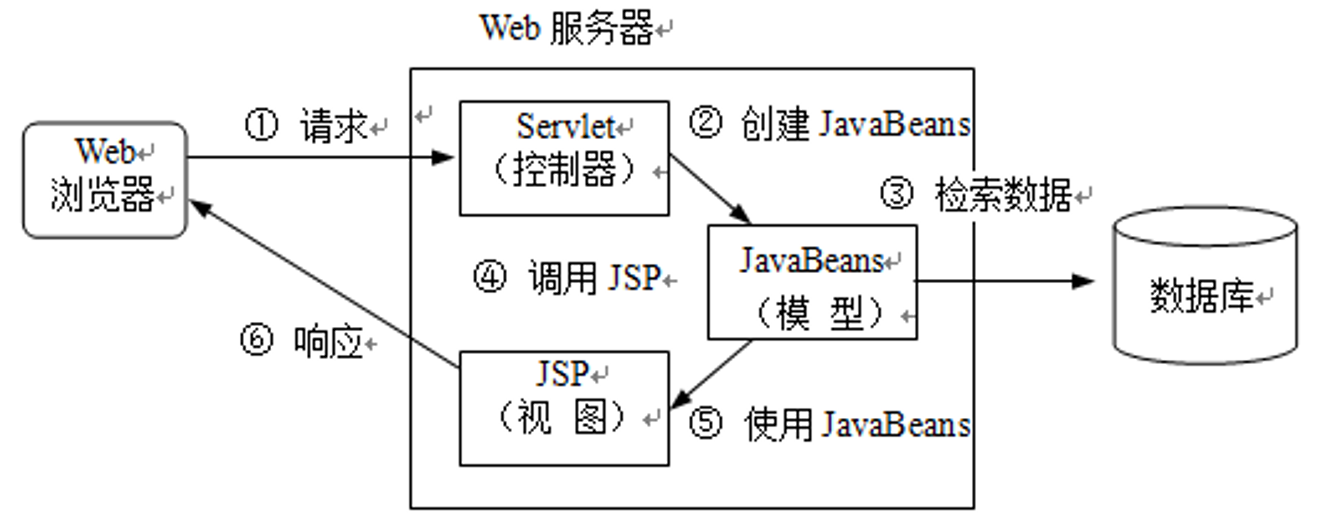 Web 服务器
① 请求
Servlet
（控制器）
② 创建 JavaBeans
Web
浏览器
③ 检索数据
④ 调用 JSP
JavaBeans
（模 型）
数据库
⑥ 响应
JSP
（视 图）
⑤ 使用 JavaBeans